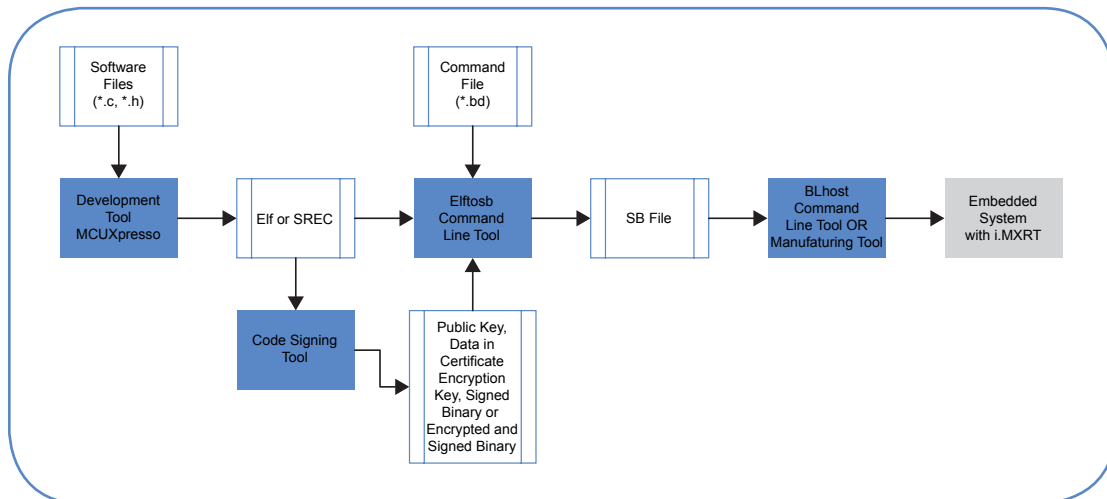 Software
Files
(*.c, *.h)
Command
File
(*.bd)
Development
Tool
MCUXpresso
Elf or SREC
Elftosb
Command
Line Tool
SB File
BLhost
Command
Line Tool OR
Manufaturing Tool
Embedded
System
with i.MXRT
Code Signing
Tool
Public Key,
Data in
Certificate
Encryption
Key, Signed
Binary or
Encrypted and
Signed Binary